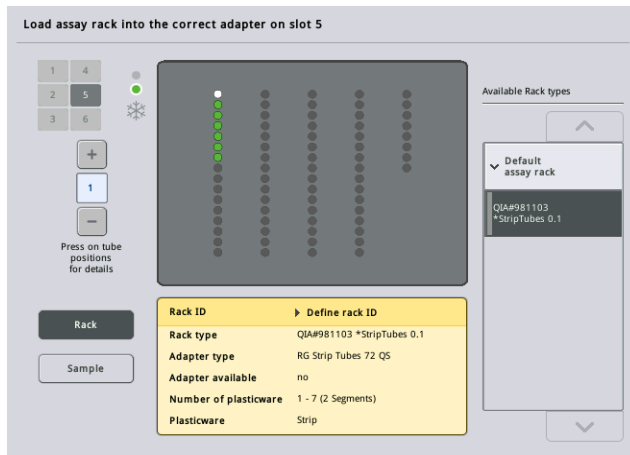 Load assay rack into the correct adapter on slot 5
1 4
2 5
3 6
+
1
−
Press on tube
positions
for details
Rack
Sample
Rack ID Define rack ID
Rack type QIA#981103 *StripTubes 0.1
Adapter type RG Strip Tubes 72 QS
Adapter available no
Number of plasticware 1 - 7 (2 Segments)
Plasticware Strip
Available Rack types
Default
assay rack
QIA#981103
*StripTubes 0.1